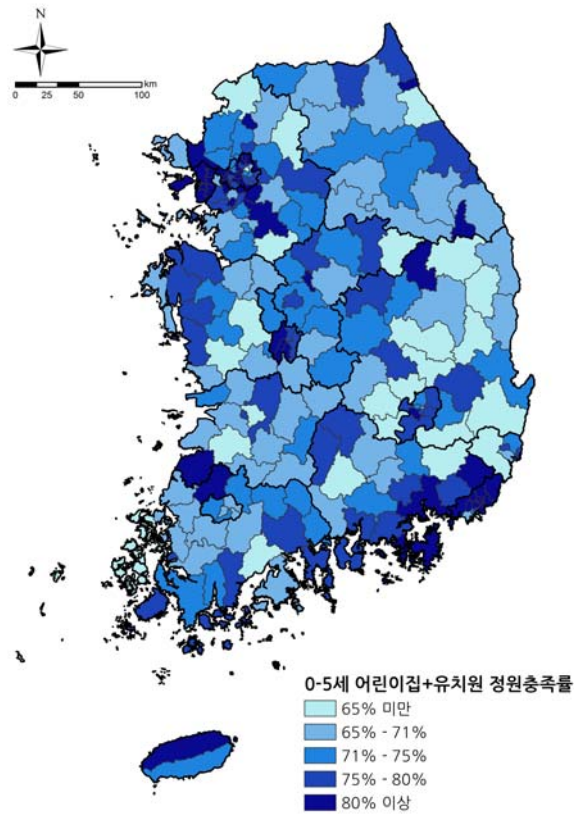 N
km
0 25 50 100
0-5세 어린이집+유치원 정원충족률
65% 미만
65% - 71%
71% - 75%
75% - 80%
80% 이상